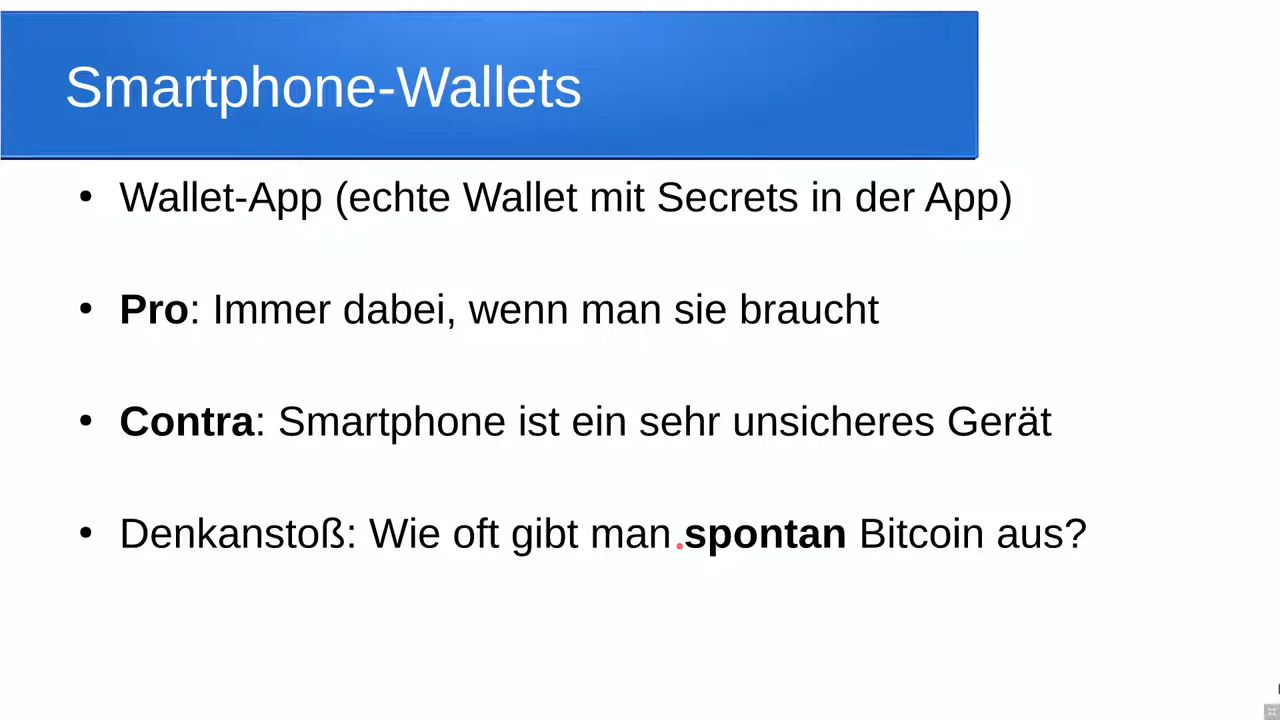 Smartphone-Wallets
• Wallet-App (echte Wallet mit Secrets in der App)
• Pro: Immer dabei, wenn man sie braucht
• Contra: Smartphone ist ein sehr unsicheres Gerät
• Denkanstoß: Wie oft gibt man spontan Bitcoin aus?